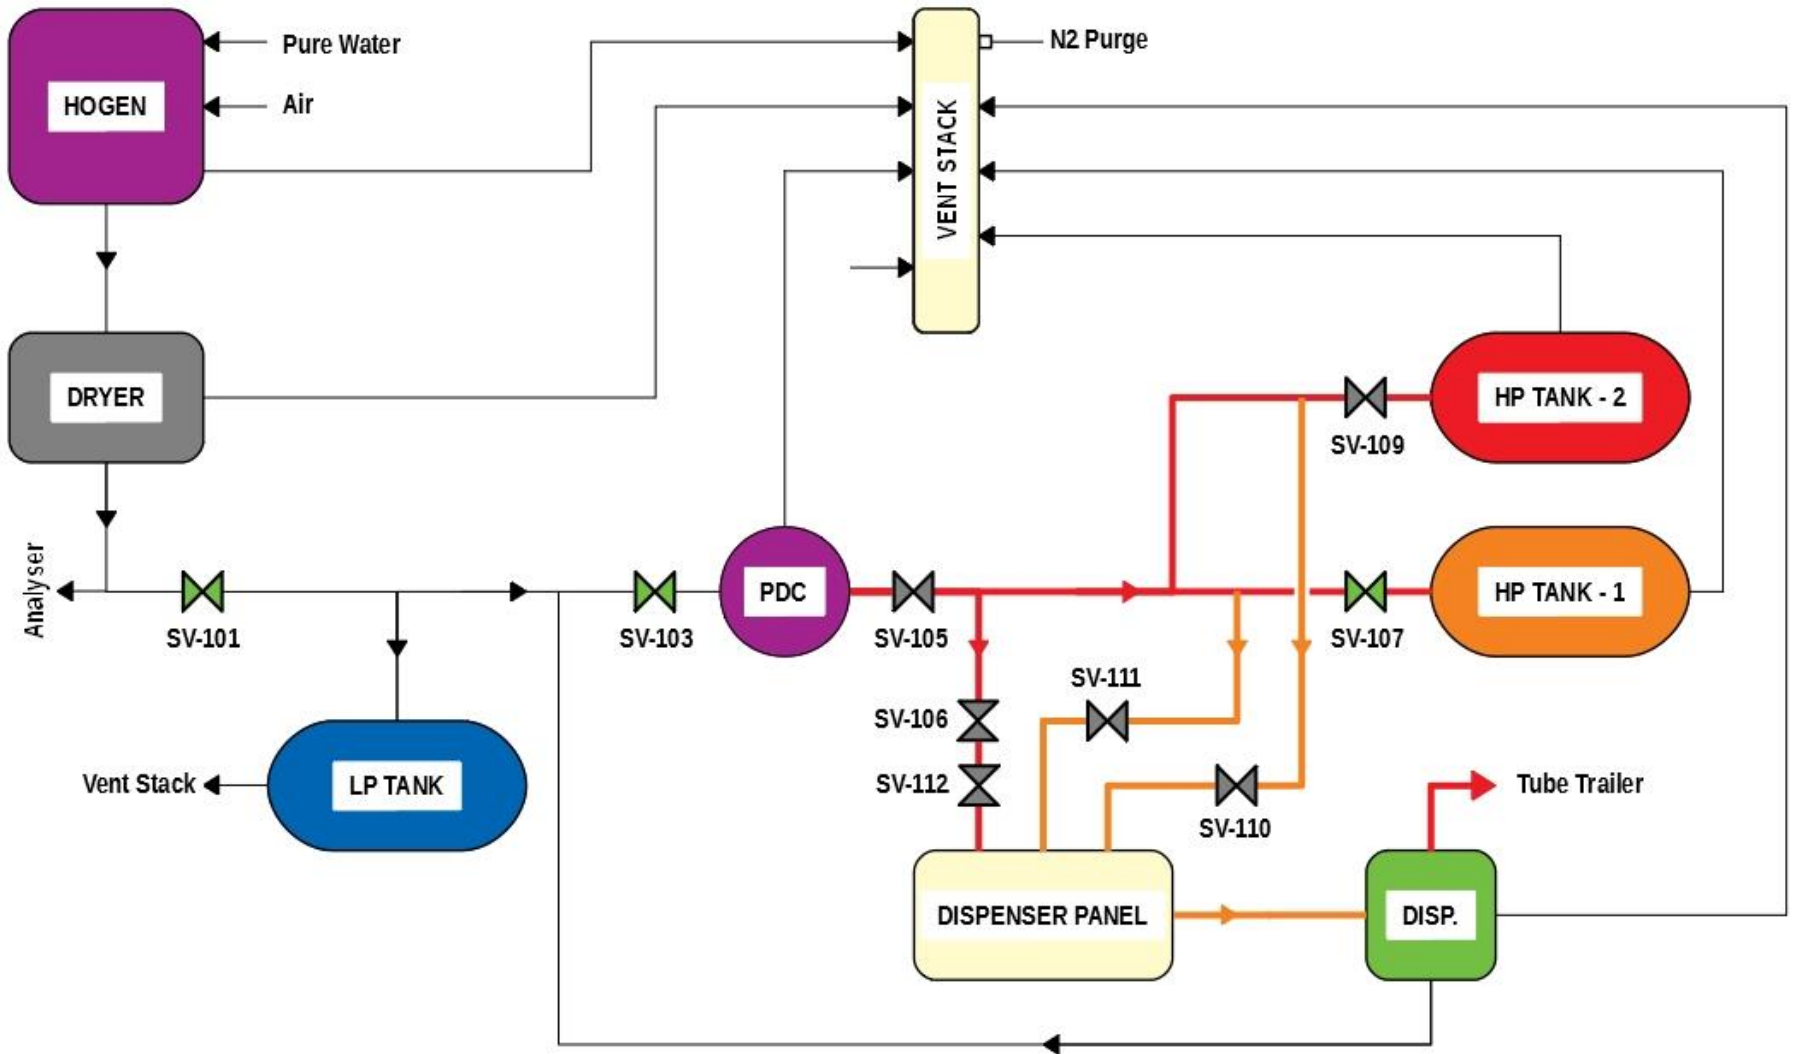 Pure Water
N2 Purge
HOGEN
Air
VENT STACK
DRYER
HP TANK - 2
SV-109
Analyser
PDC
HP TANK - 1
SV-101
SV-103
SV-105
SV-107
SV-111
SV-106
Vent Stack
LP TANK
SV-112
Tube Trailer
SV-110
DISPENSER PANEL
DISP.